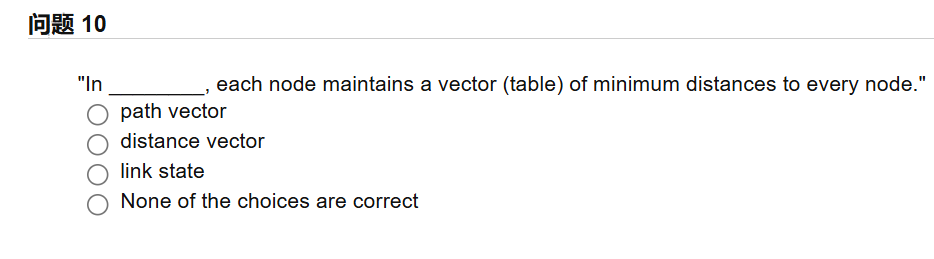 问题 10
"In _________, each node maintains a vector (table) of minimum distances to every node."
path vector
distance vector
link state
None of the choices are correct